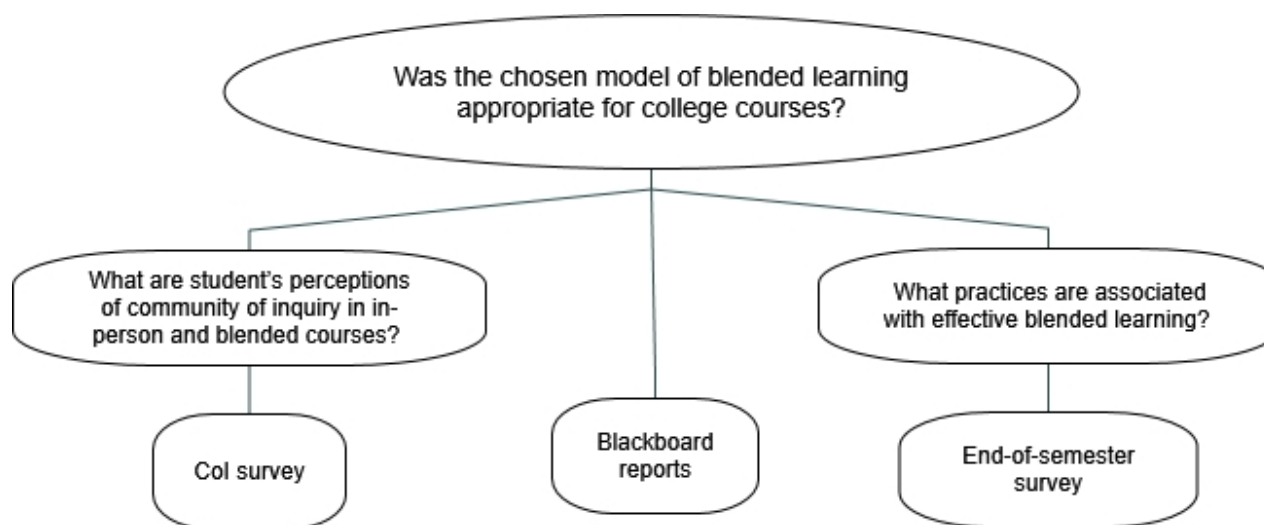 Was the chosen model of blended learning
appropriate for college courses?
What are student's perceptions
of community of inquiry in in-
person and blended courses?
What practices are associated
with effective blended learning?
CoI survey
Blackboard
reports
End-of-semester
survey